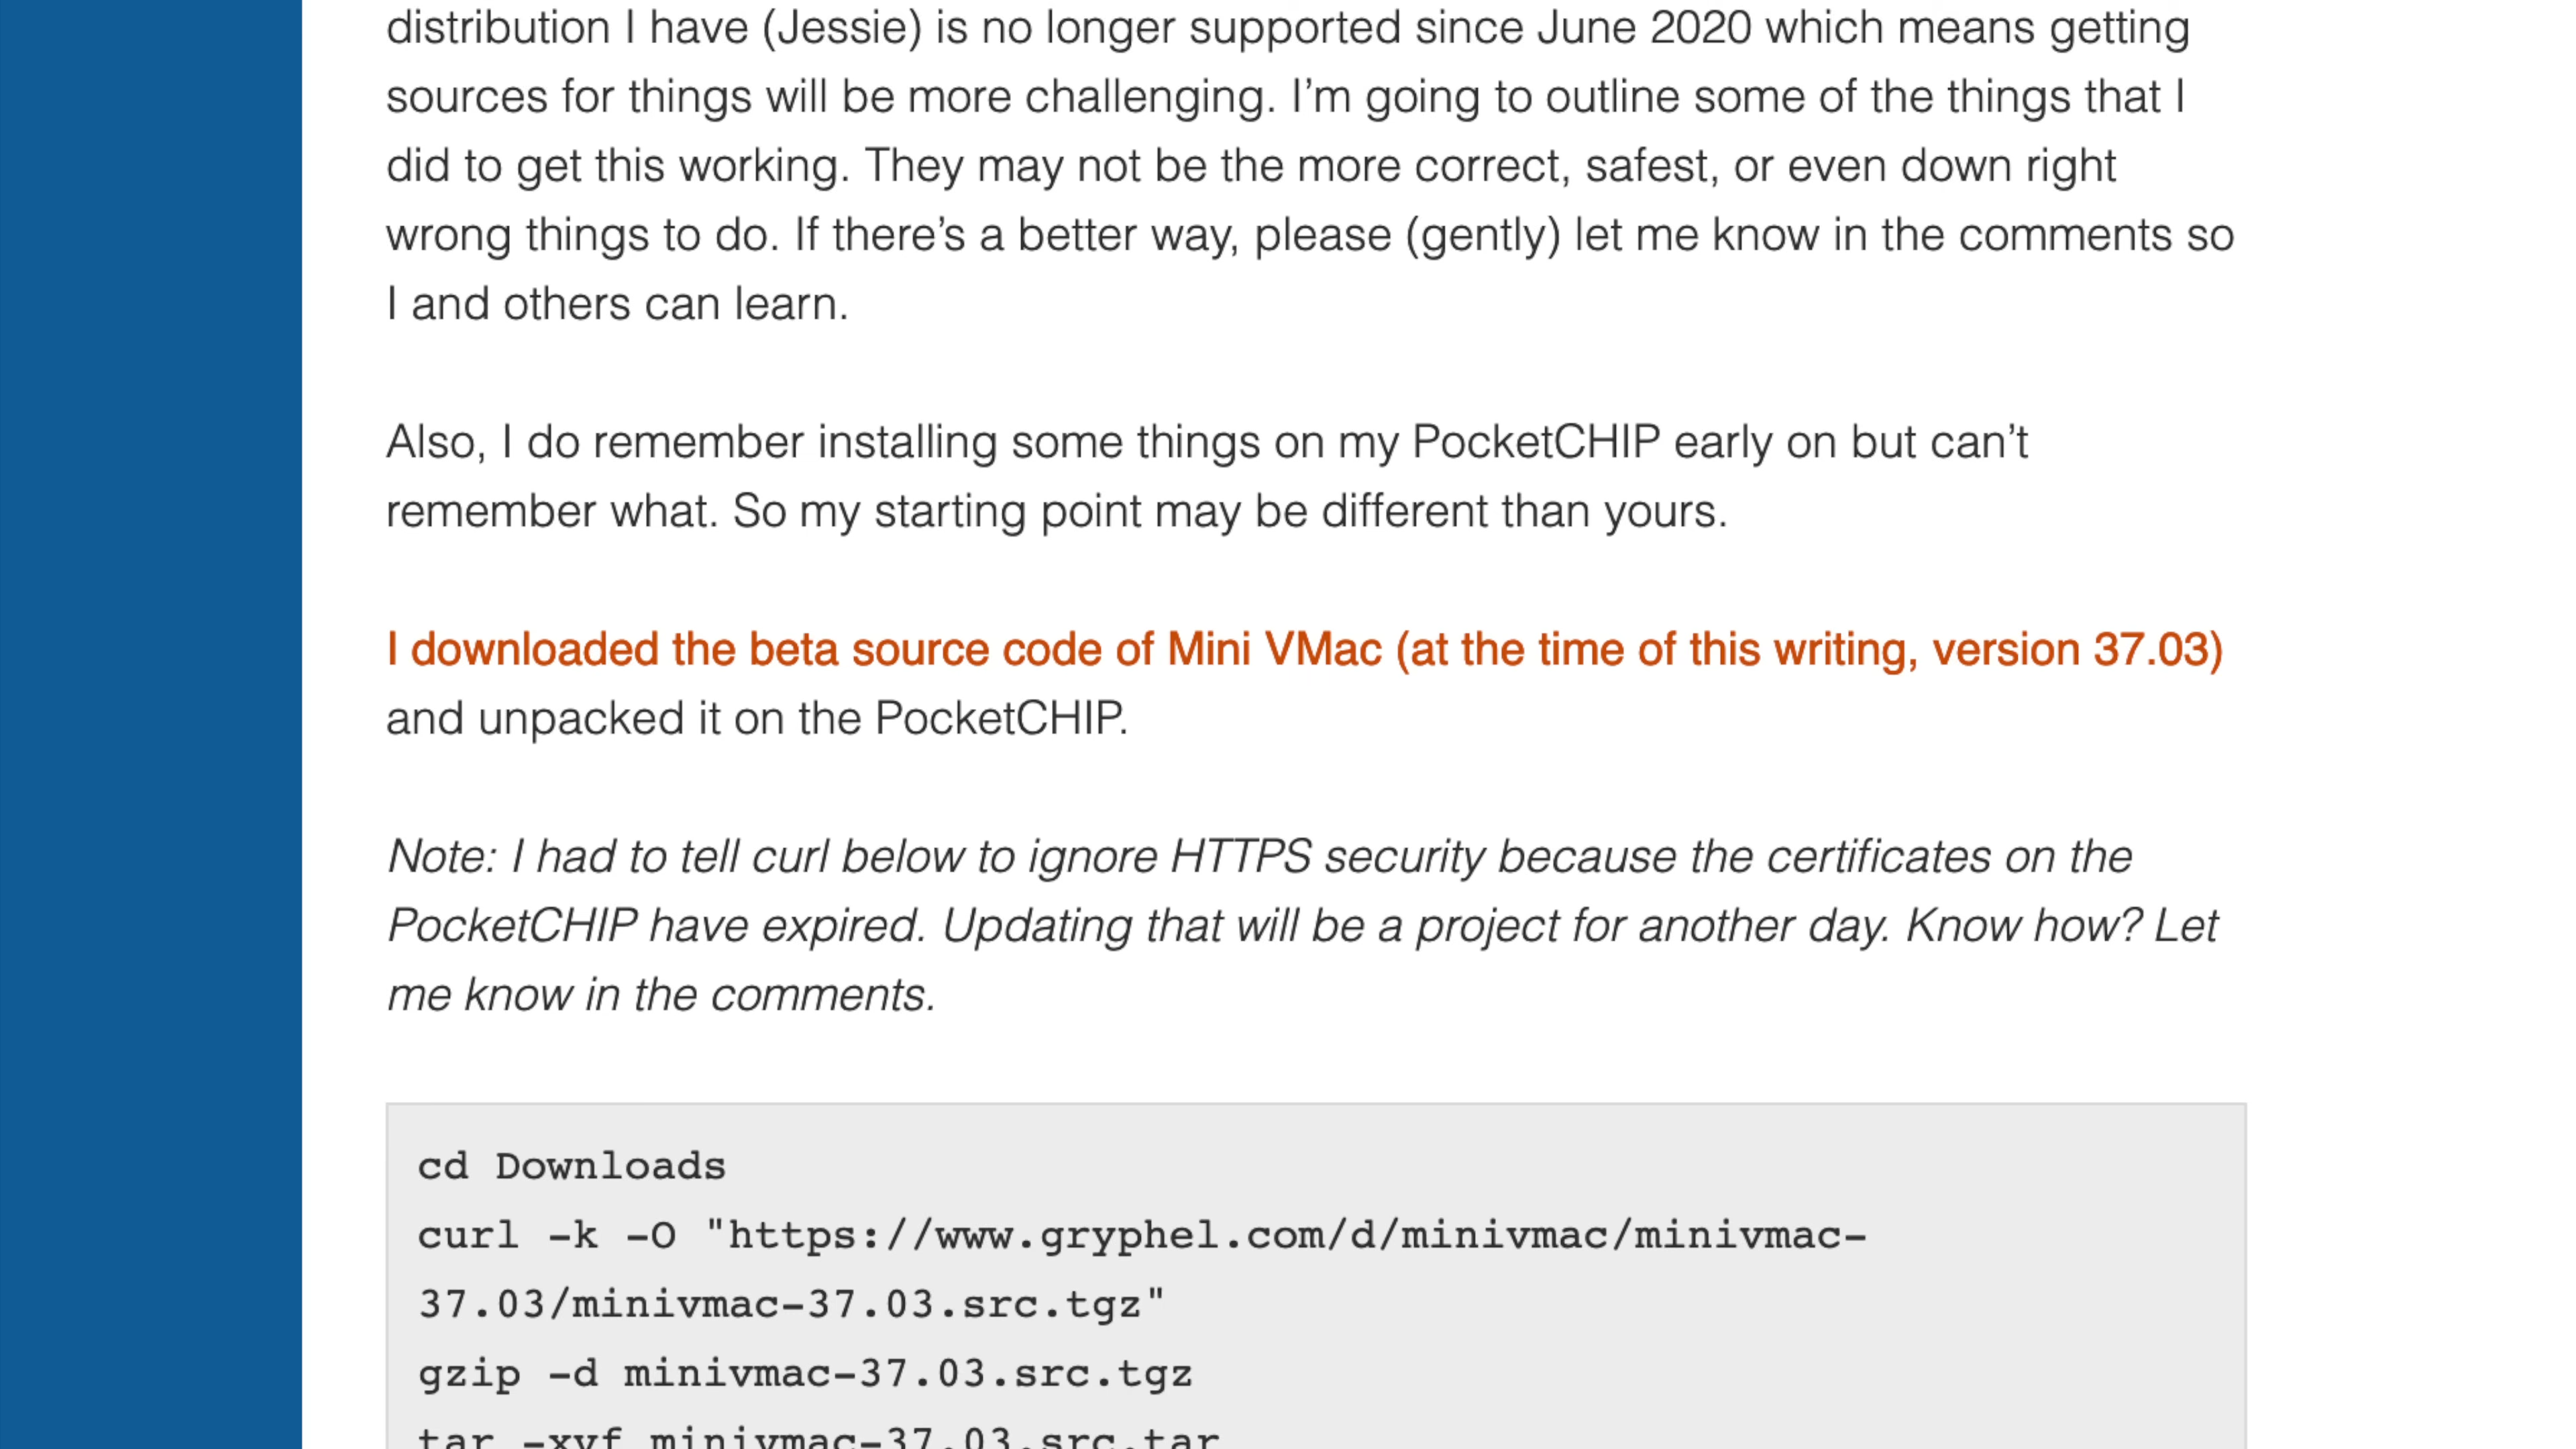 distribution I have (Jessie) is no longer supported since June 2020 which means getting
sources for things will be more challenging. I’m going to outline some of the things that I
did to get this working. They may not be the more correct, safest, or even down right
wrong things to do. If there’s a better way, please (gently) let me know in the comments so
I and others can learn.
Also, I do remember installing some things on my PocketCHIP early on but can’t
remember what. So my starting point may be different than yours.
I downloaded the beta source code of Mini VMac (at the time of this writing, version 37.03)
and unpacked it on the PocketCHIP.
Note: I had to tell curl below to ignore HTTPS security because the certificates on the
PocketCHIP have expired. Updating that will be a project for another day. Know how? Let
me know in the comments.
cd Downloads
curl -k -O "https://www.gryphel.com/d/minivmac/minivmac-
37.03/minivmac-37.03.src.tgz"
gzip -d minivmac-37.03.src.tgz
tar -xvf minivmac-37.03.src.tar